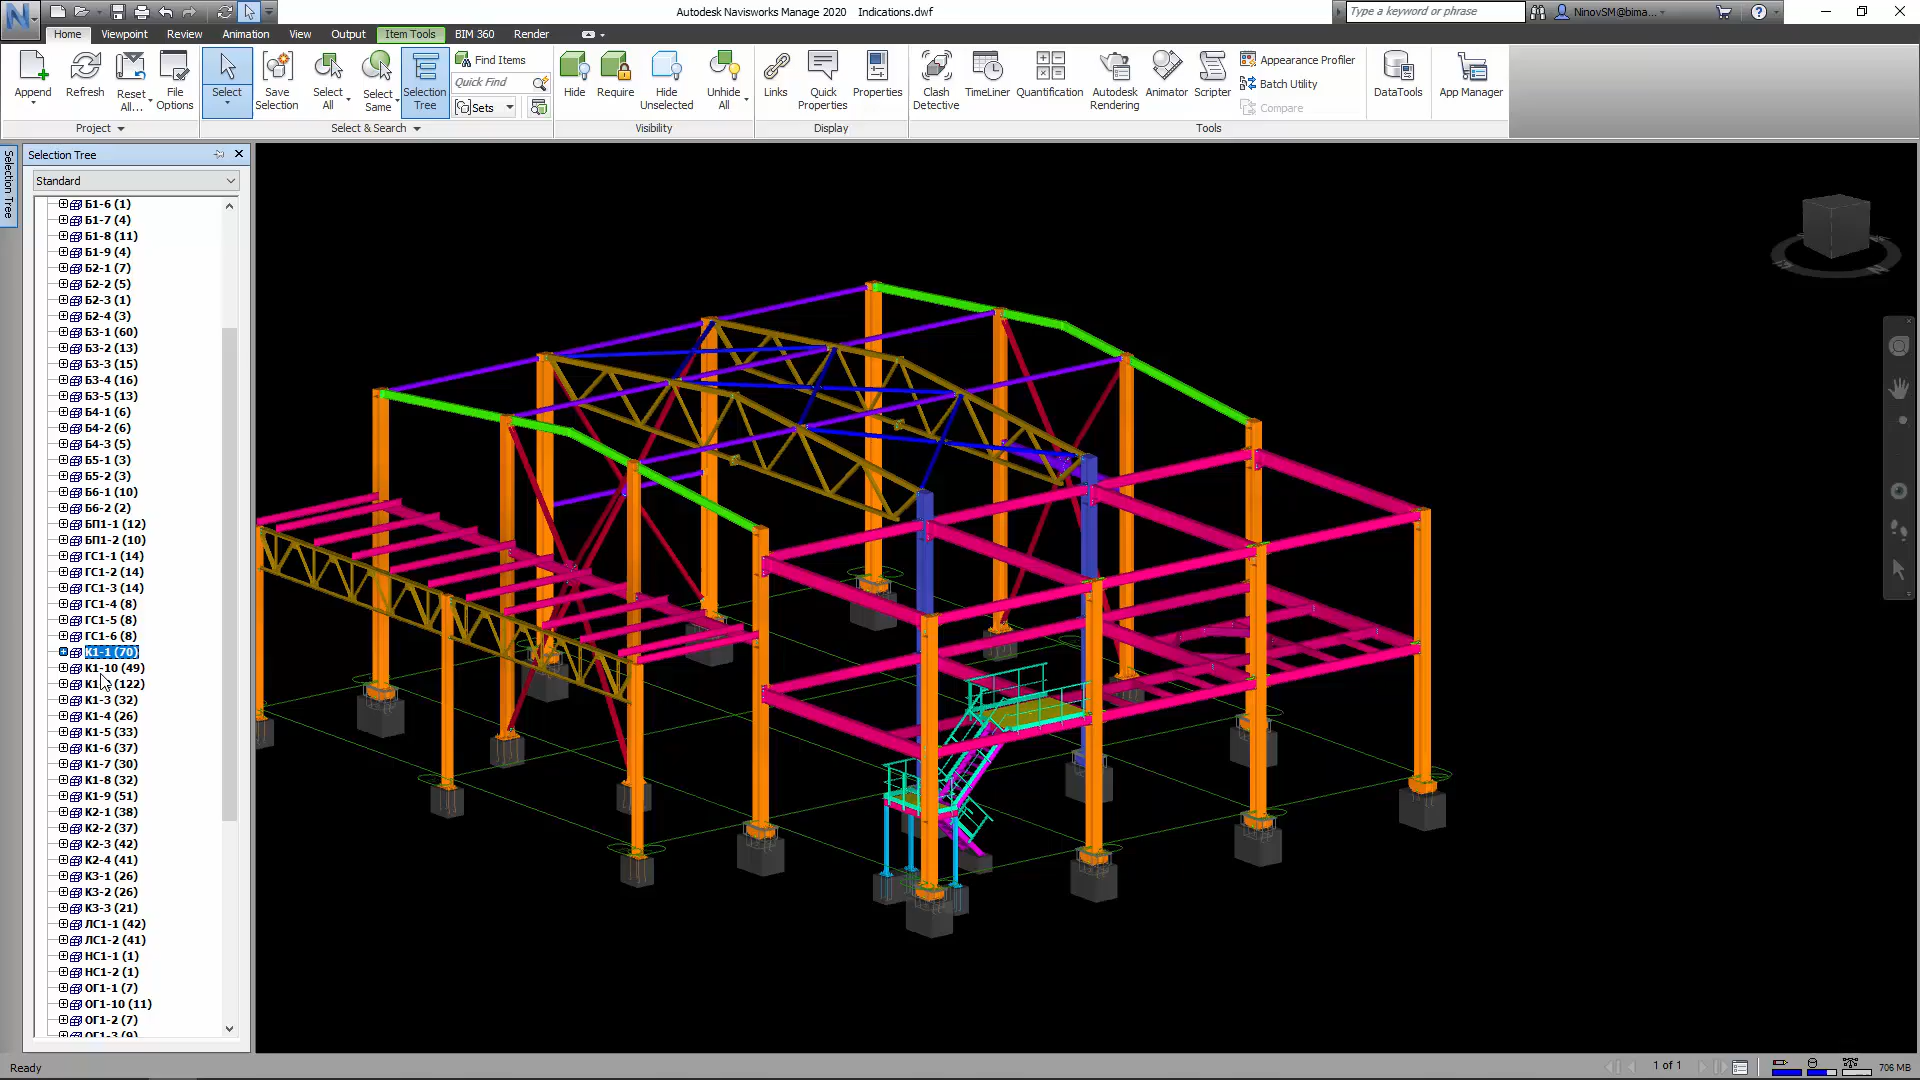 Autodesk Navisworks Manage 2020 Indications.dwf
Type a keyword or phrase
NinovSM@bima...
Home Viewpoint Review Animation View Output Item Tools BIM 360 Render
Append
Refresh
Reset All...
File Options
Project
Select
Save Selection
Select All
Select Same
Selection Tree
Find Items
Quick Find
Sets
Select & Search
Hide
Require
Hide Unselected
Unhide All
Visibility
Links
Quick Properties
Properties
Display
Clash Detective
TimeLiner
Quantification
Autodesk Rendering
Animator
Scripter
Appearance Profiler
Batch Utility
Compare
Tools
DataTools
App Manager
Selection Tree
Selection Tree
Standard
Б1-6 (1)
Б1-7 (4)
Б1-8 (11)
Б1-9 (4)
Б2-1 (7)
Б2-2 (5)
Б2-3 (1)
Б2-4 (3)
Б3-1 (60)
Б3-2 (13)
Б3-3 (15)
Б3-4 (16)
Б3-5 (13)
Б4-1 (6)
Б4-2 (6)
Б4-3 (5)
Б5-1 (3)
Б5-2 (3)
Б6-1 (10)
Б6-2 (2)
БП1-1 (12)
БП1-2 (10)
ГС1-1 (14)
ГС1-2 (14)
ГС1-3 (14)
ГС1-4 (8)
ГС1-5 (8)
ГС1-6 (8)
К1-1 (70)
К1-10 (49)
(122)
К1-3 (32)
К1-4 (26)
К1-5 (33)
К1-6 (37)
К1-7 (30)
К1-8 (32)
К1-9 (51)
К2-1 (38)
К2-2 (37)
К2-3 (42)
К2-4 (41)
К3-1 (26)
К3-2 (26)
К3-3 (21)
ЛС1-1 (42)
ЛС1-2 (41)
НС1-1 (1)
НС1-2 (1)
ОГ1-1 (7)
ОГ1-10 (11)
ОГ1-2 (7)
ОГ1-3 (9)
Ready
1 of 1
706 MB